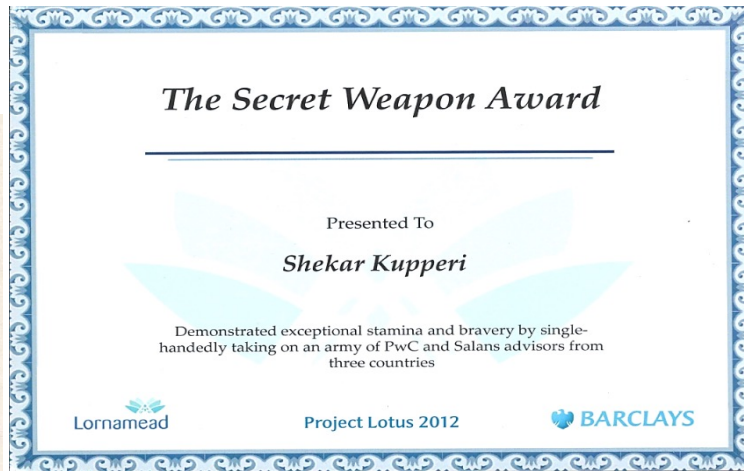 The Secret Weapon Award
Presented To
Shekar Kupperi
Demonstrated exceptional stamina and bravery by single-
handedly taking on an army of PwC and Salans advisors from
three countries
Lornamead
Project Lotus 2012
BARCLAYS